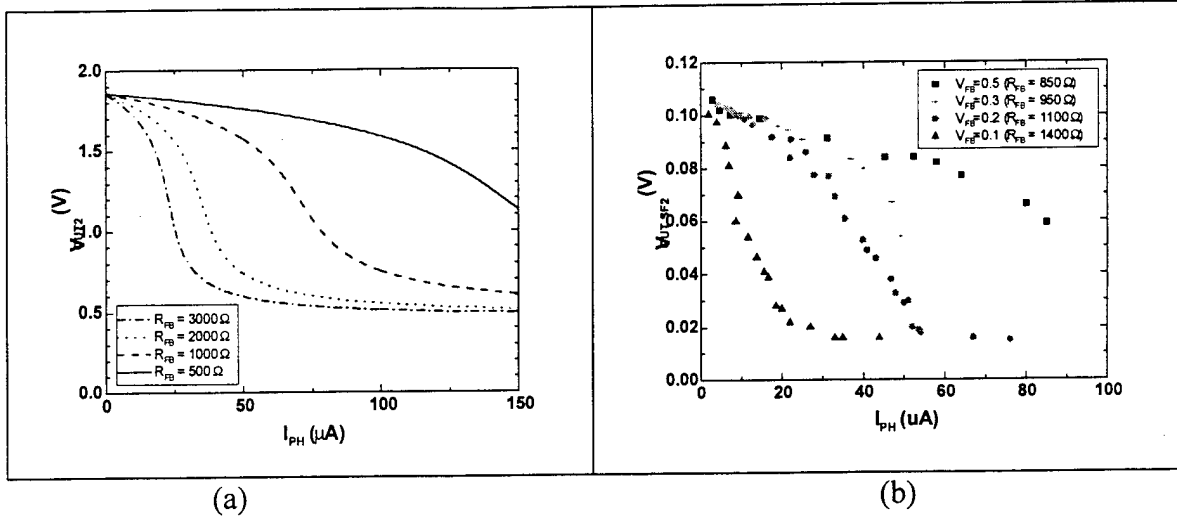 2.0
1.5
1.0
0.5
0.0
(V)
R_FB = 3000 Ω
R_FB = 2000 Ω
R_FB = 1000 Ω
R_FB = 500 Ω
0
50
100
150
I_PH (μA)
(a)
0.12
0.10
0.08
0.06
0.04
0.02
0.00
(V)
V_FB=0.5 (R_FB = 850 Ω)
V_FB=0.3 (R_FB = 950 Ω)
V_FB=0.2 (R_FB = 1100 Ω)
V_FB=0.1 (R_FB = 1400 Ω)
0
20
40
60
80
100
I_PH (uA)
(b)